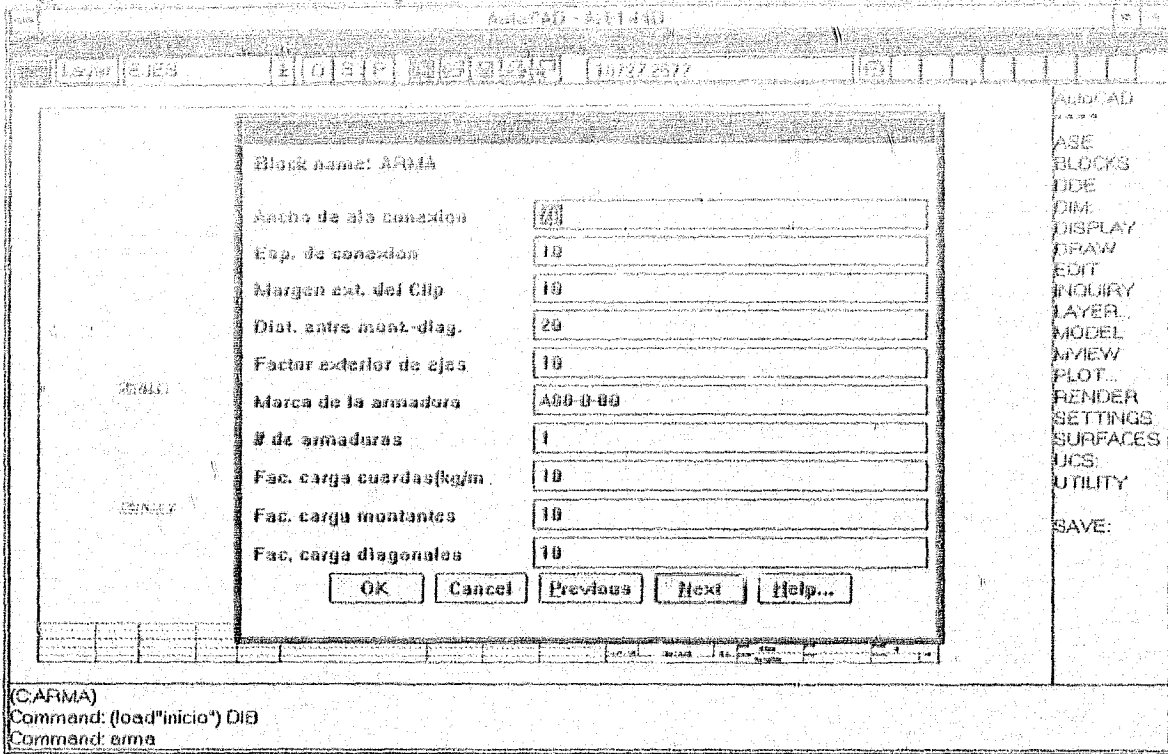 AutoCAD
Layer EJES
AutoCAD
* * * *
ASE
BLOCKS
DDE
DIM:
DISPLAY
DRAW
EDIT
INQUIRY
LAYER...
MODEL
MVIEW
PLOT...
RENDER
SETTINGS
SURFACES
UCS:
UTILITY
SAVE:
Block name: ARMA
Ancho de ala conexion
Esp. de conexion 10
Margen ext. del Clip 10
Dist. entre mont.-diag. 20
Factor exterior de ejes 10
Marca de la armadura A00-0-00
# de armaduras 1
Fac. carga cuerdas(kg/m 10
Fac. carga montantes 10
Fac. carga diagonales 10
OK Cancel Previous Next Help...
(C:ARMA)
Command: (load"inicio") DIB
Command: arma